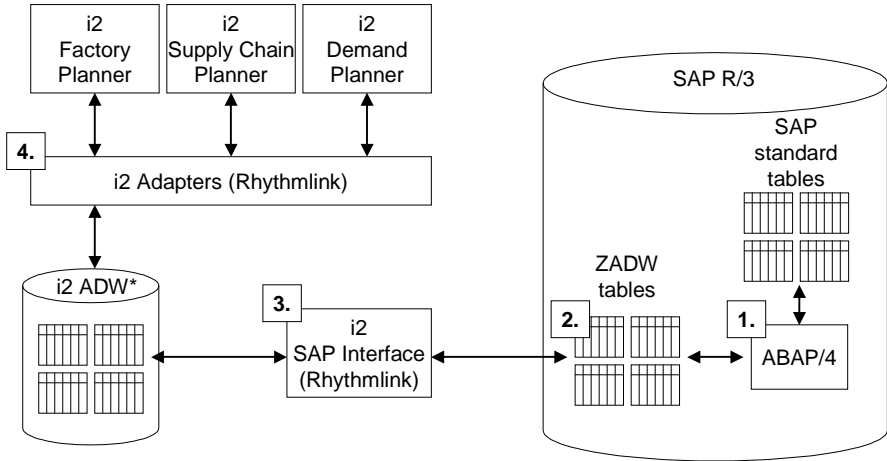 i2
Factory
Planner
i2
Supply Chain
Planner
i2
Demand
Planner
4.
i2 Adapters (Rhythmlink)
i2 ADW*
3.
i2
SAP Interface
(Rhythmlink)
SAP R/3
SAP
standard
tables
ZADW
tables
2.
1.
ABAP/4